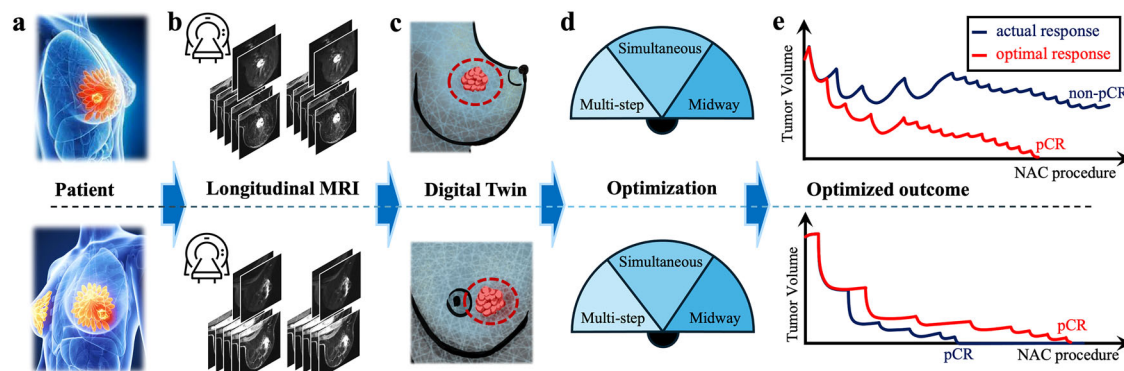 a
b
c
d
e
Simultaneous
Multi-step
Midway
Tumor Volume
actual response
optimal response
non-pCR
pCR
NAC procedure
Patient
Longitudinal MRI
Digital Twin
Optimization
Optimized outcome
Simultaneous
Multi-step
Midway
Tumor Volume
pCR
pCR
NAC procedure